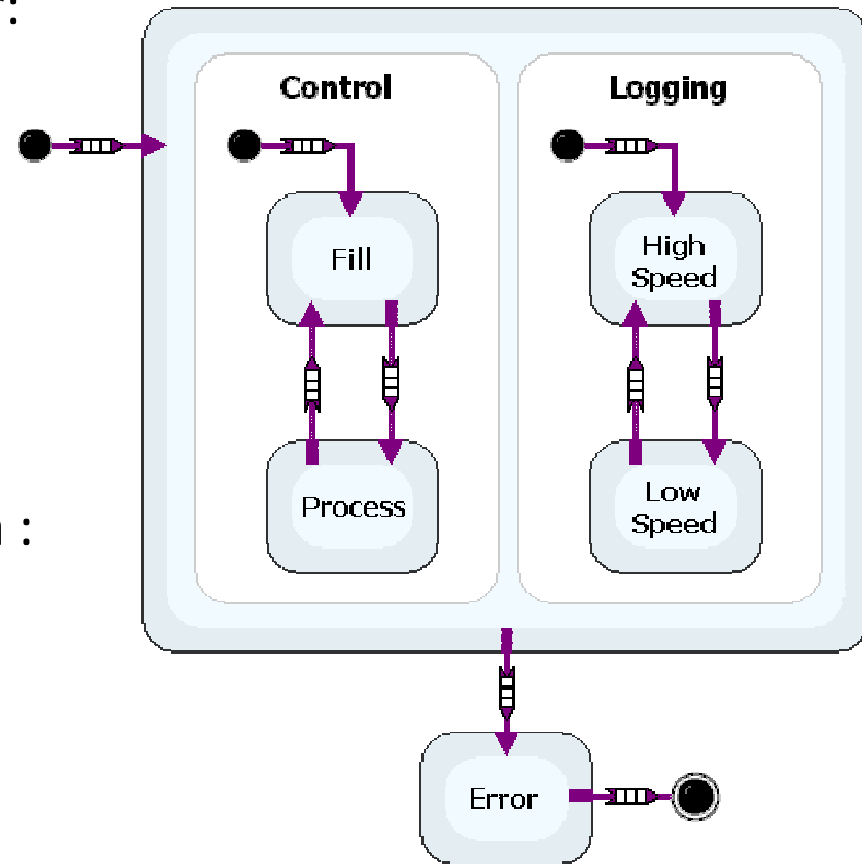 Control
Logging
Fill
High
Speed
Process
Low
Speed
Error